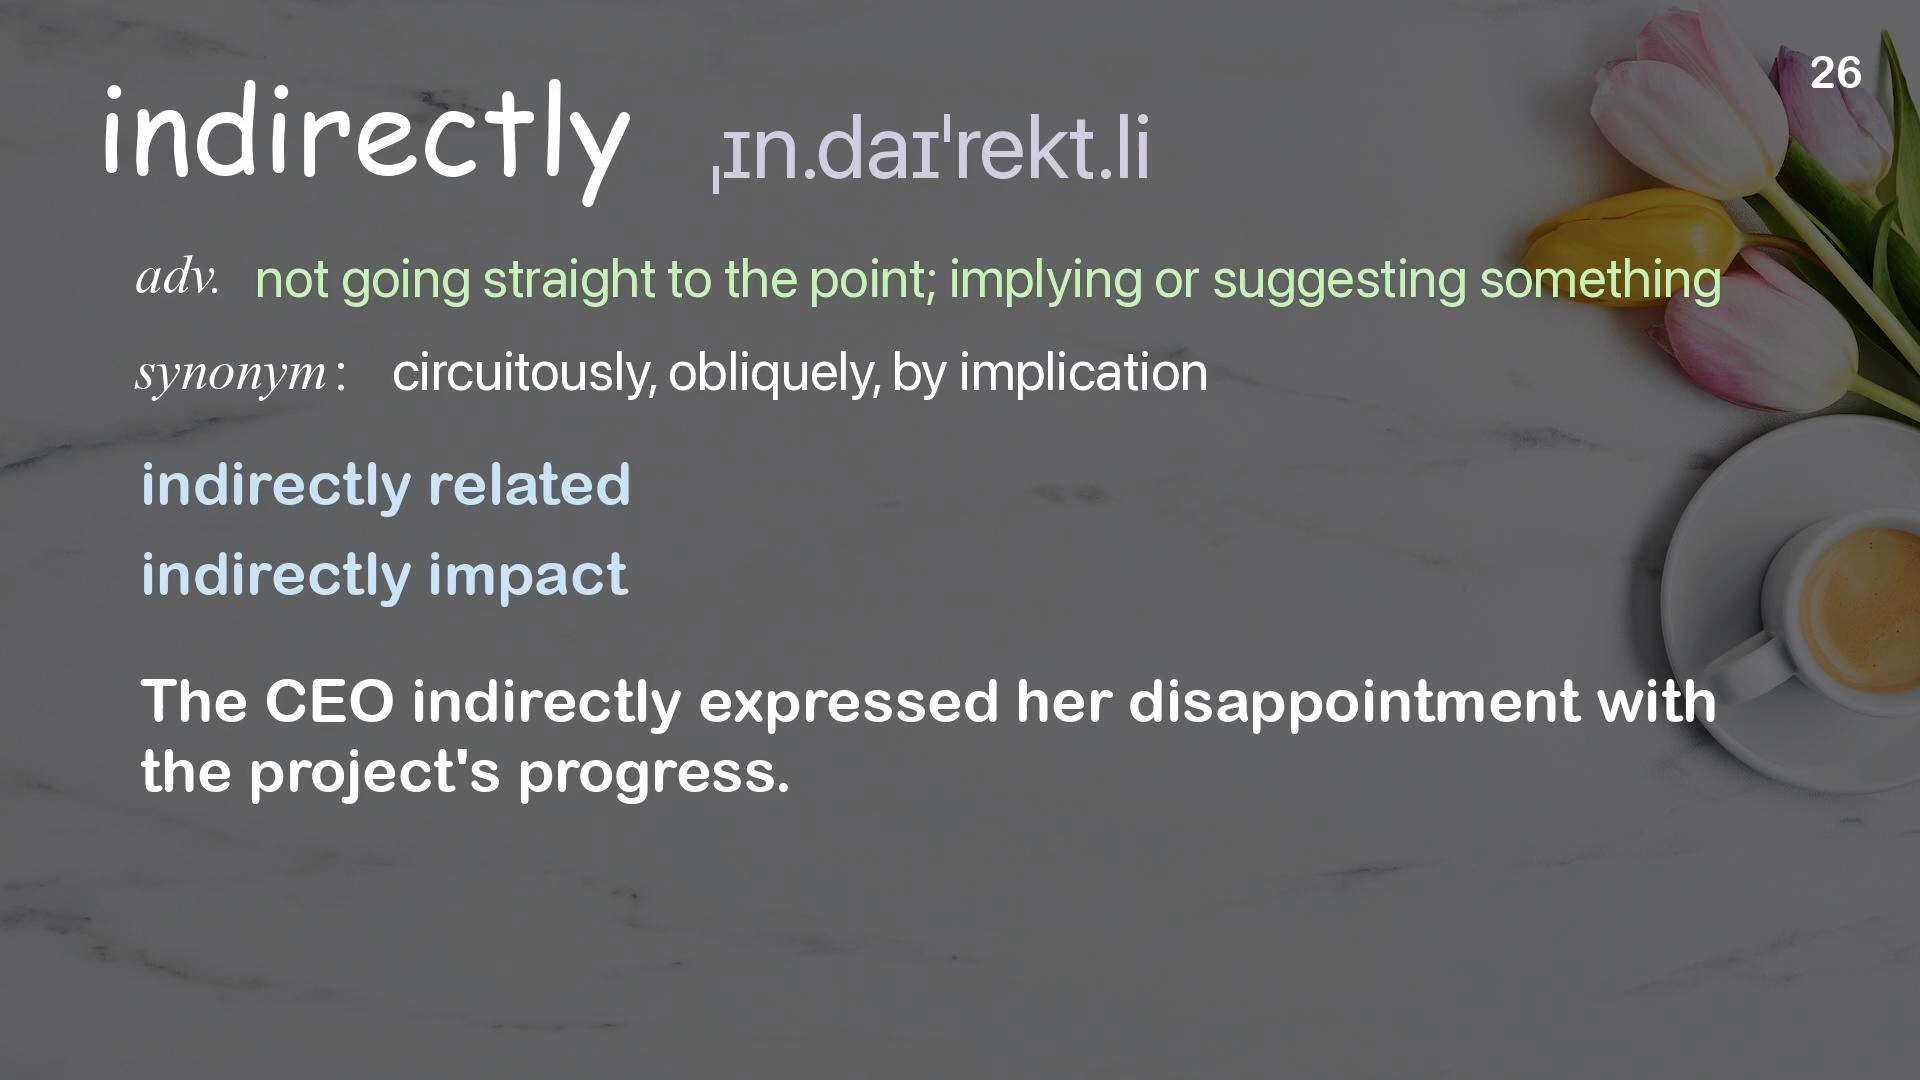 26
indirectly ˌɪn.daɪˈrekt.li
adv. not going straight to the point; implying or suggesting something
synonym : circuitously, obliquely, by implication
indirectly related
indirectly impact
The CEO indirectly expressed her disappointment with
the project's progress.